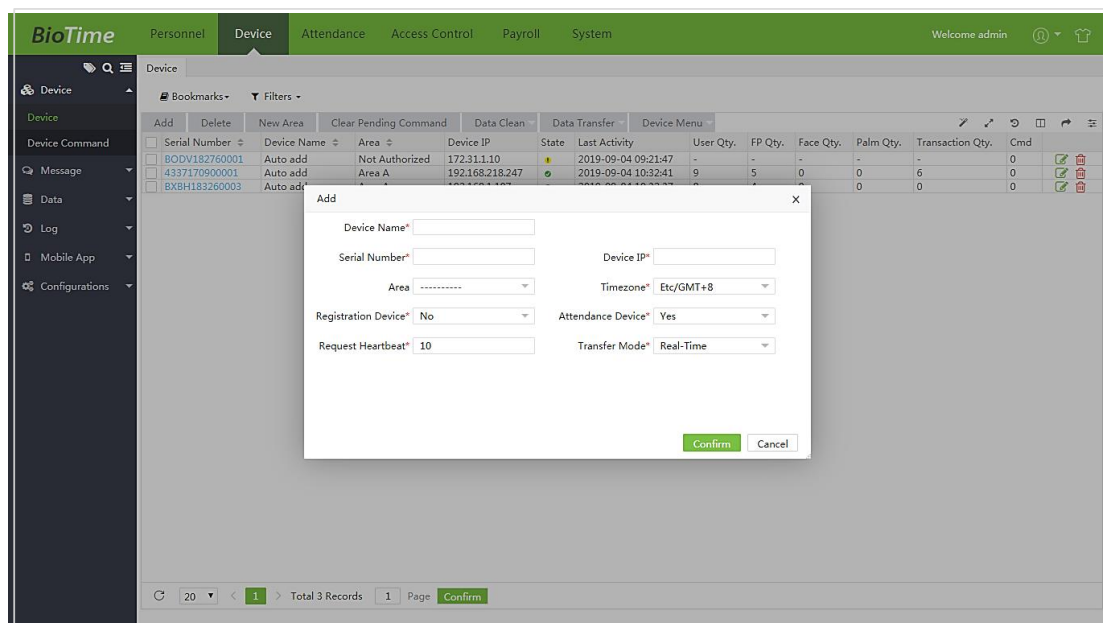 BioTime Personnel Device Attendance Access Control Payroll System Welcome admin
Device
Device
Bookmarks Filters
Device
Add Delete New Area Clear Pending Command Data Clean Data Transfer Device Menu
Device Command
Serial Number Device Name Area Device IP State Last Activity User Qty. FP Qty. Face Qty. Palm Qty. Transaction Qty. Cmd
BODV182760001 Auto add Not Authorized 172.31.1.10 2019-09-04 09:21:47 - - - - - 0
4337170900001 Auto add Area A 192.168.218.247 2019-09-04 10:32:41 9 5 0 0 6 0
BXBH183260003 Auto add 0 0 0 0
Message
Data
Log
Mobile App
Configurations
Add x
Device Name*
Serial Number* Device IP*
Area ---------- Timezone* Etc/GMT+8
Registration Device* No Attendance Device* Yes
Request Heartbeat* 10 Transfer Mode* Real-Time
Confirm Cancel
20 < 1 > Total 3 Records 1 Page Confirm